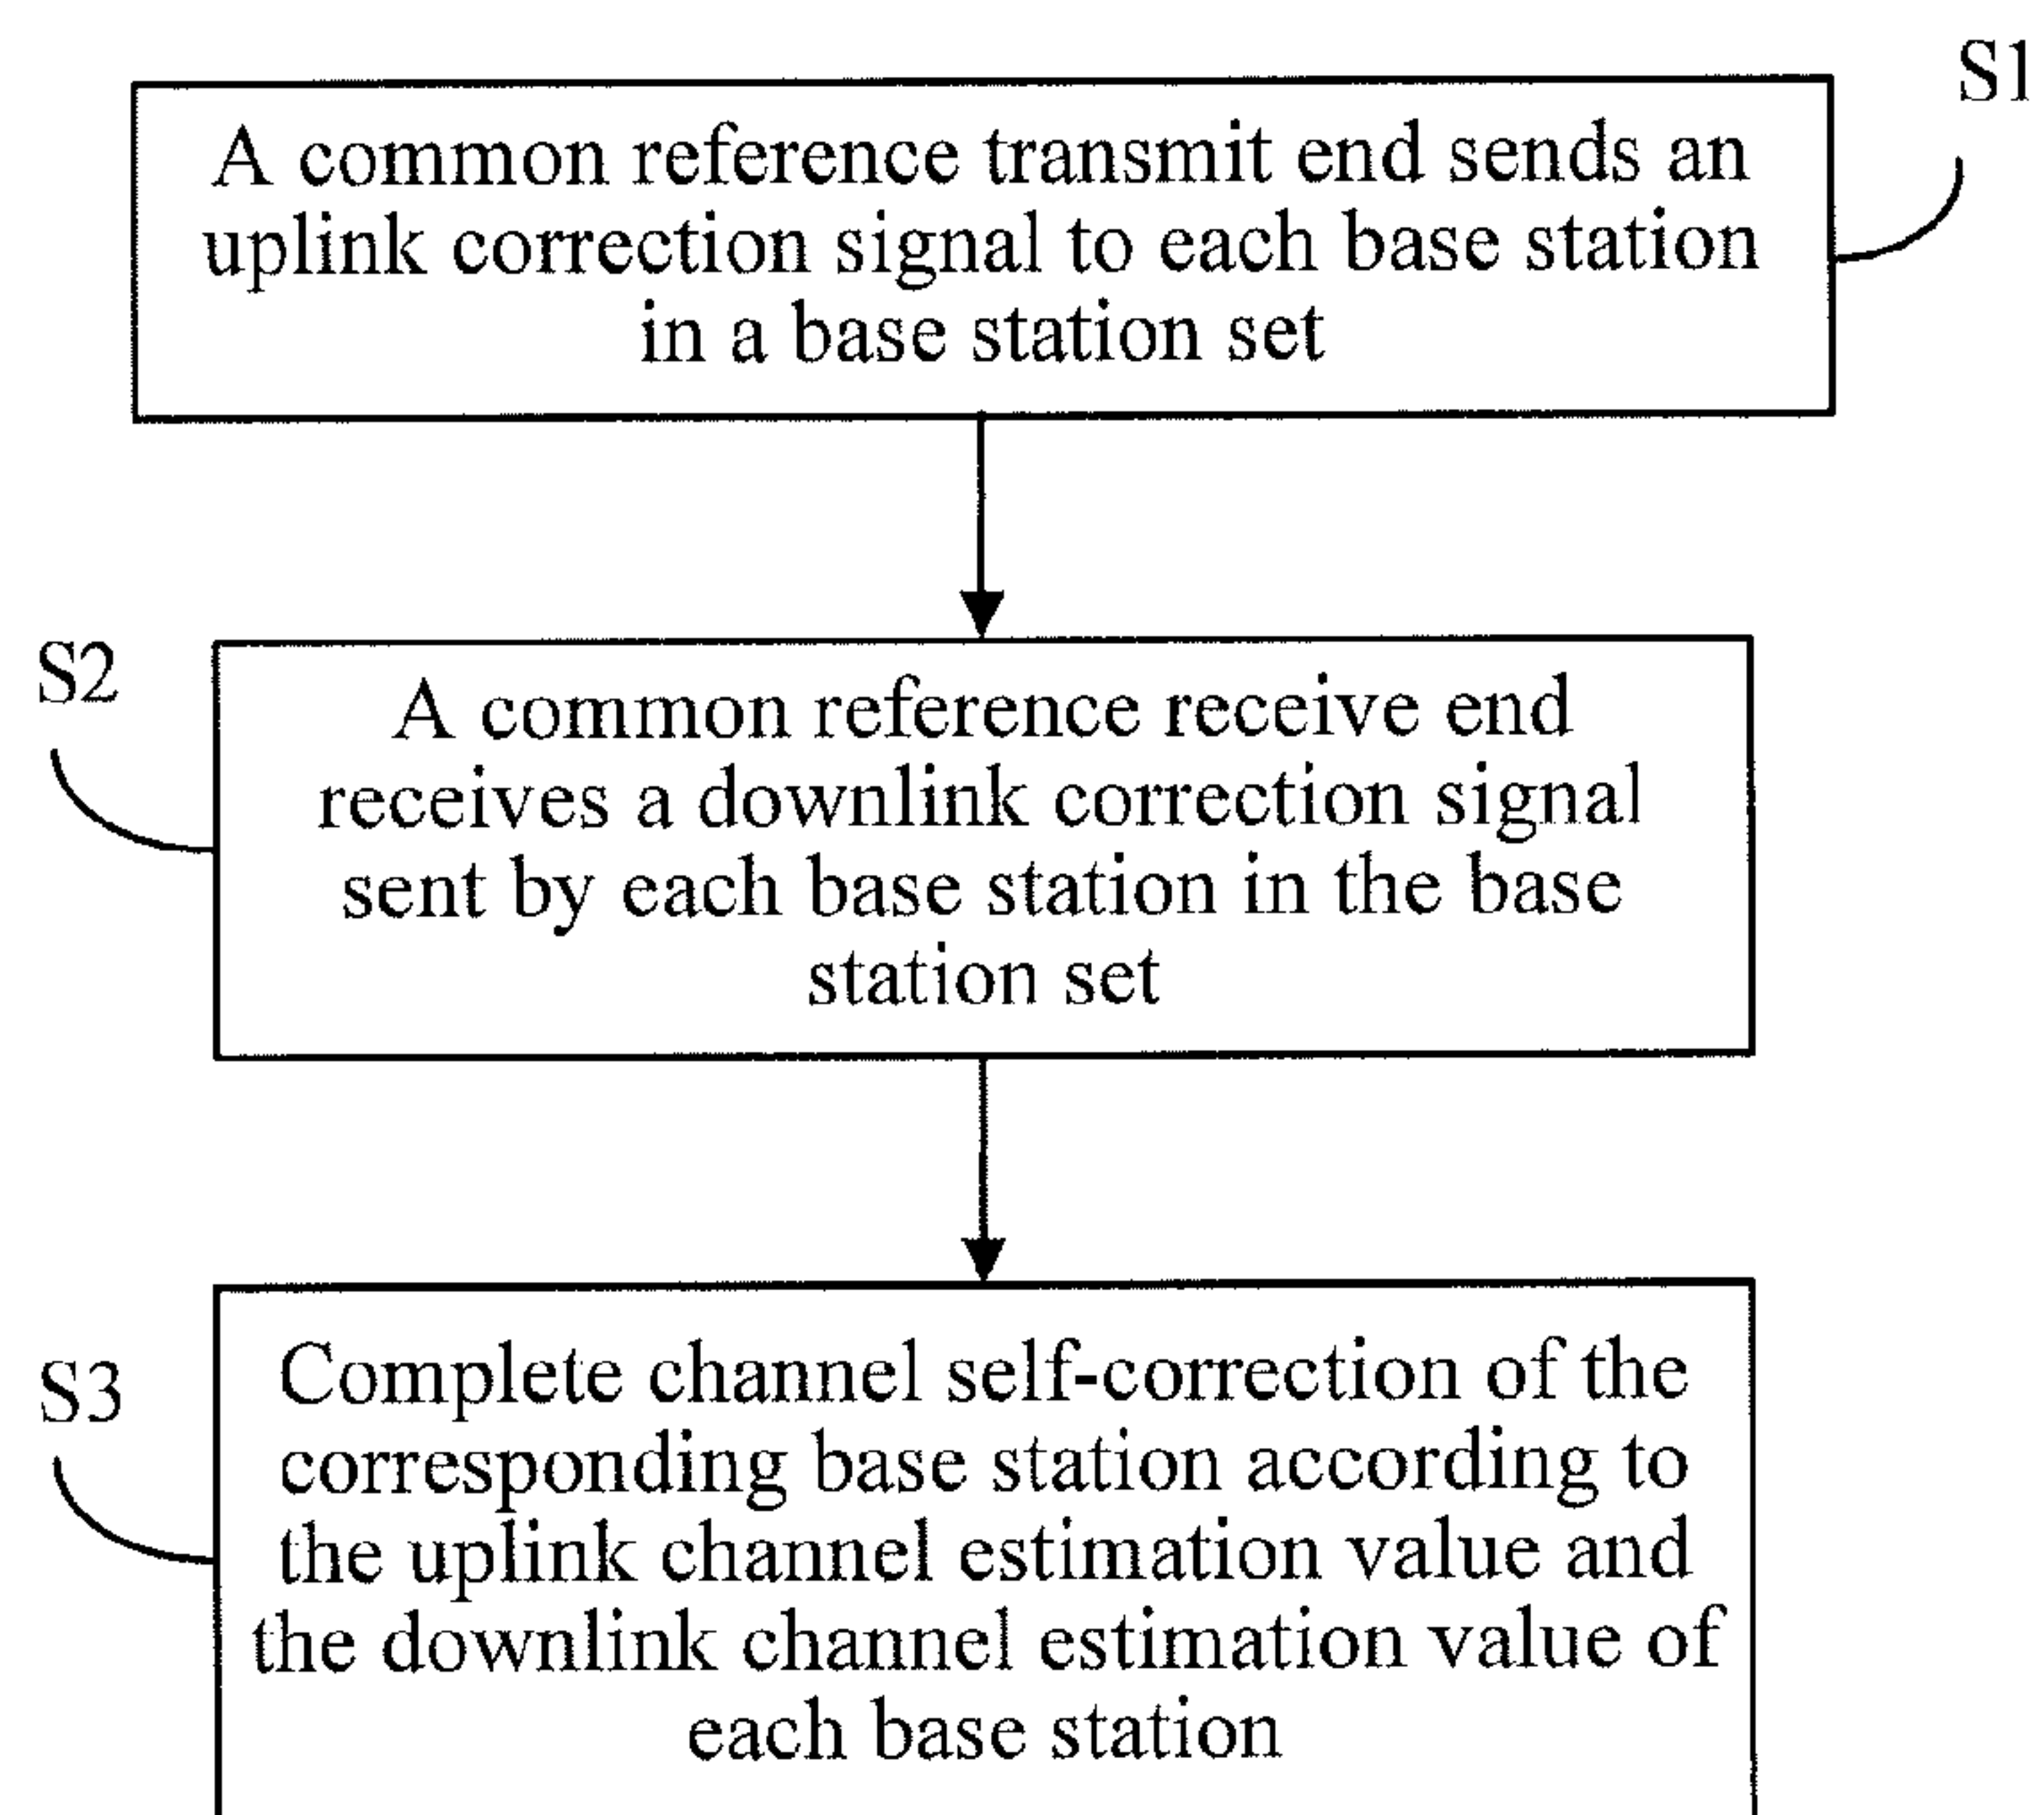 S1
A common reference transmit end sends an
uplink correction signal to each base station
in a base station set
S2
A common reference receive end
receives a downlink correction signal
sent by each base station in the base
station set
S3
Complete channel self-correction of the
corresponding base station according to
the uplink channel estimation value and
the downlink channel estimation value of
each base station